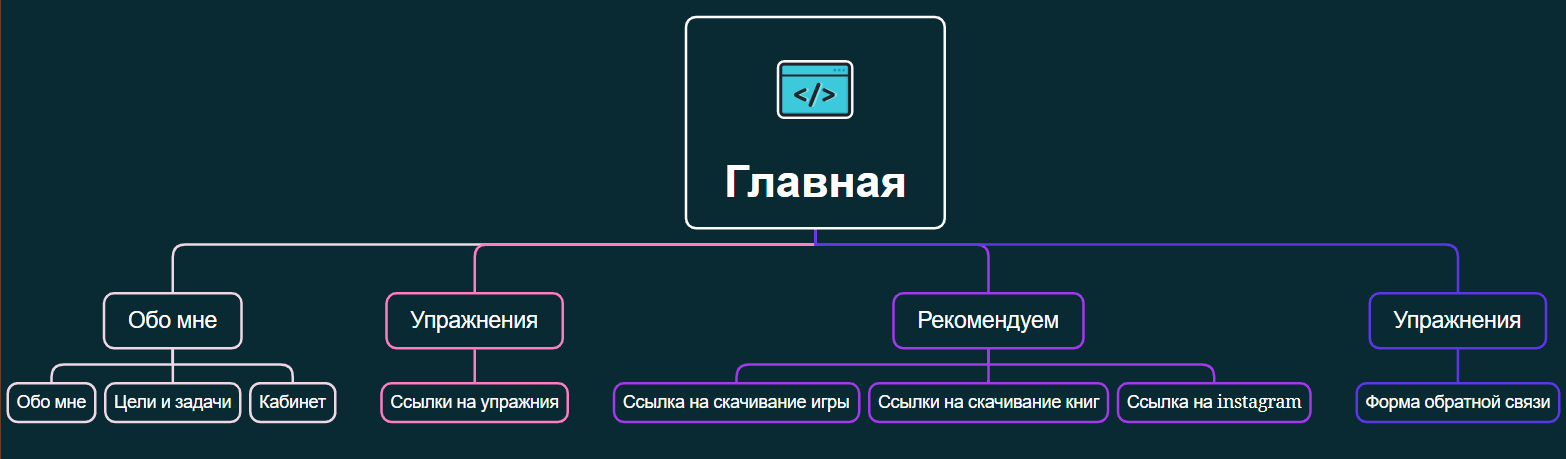 </>
Главная
Обо мне
Упражнения
Рекомендуем
Упражнения
Обо мне
Цели и задачи
Кабинет
Ссылки на упражния
Ссылка на скачивание игры
Ссылки на скачивание книг
Ссылка на instagram
Форма обратной связи